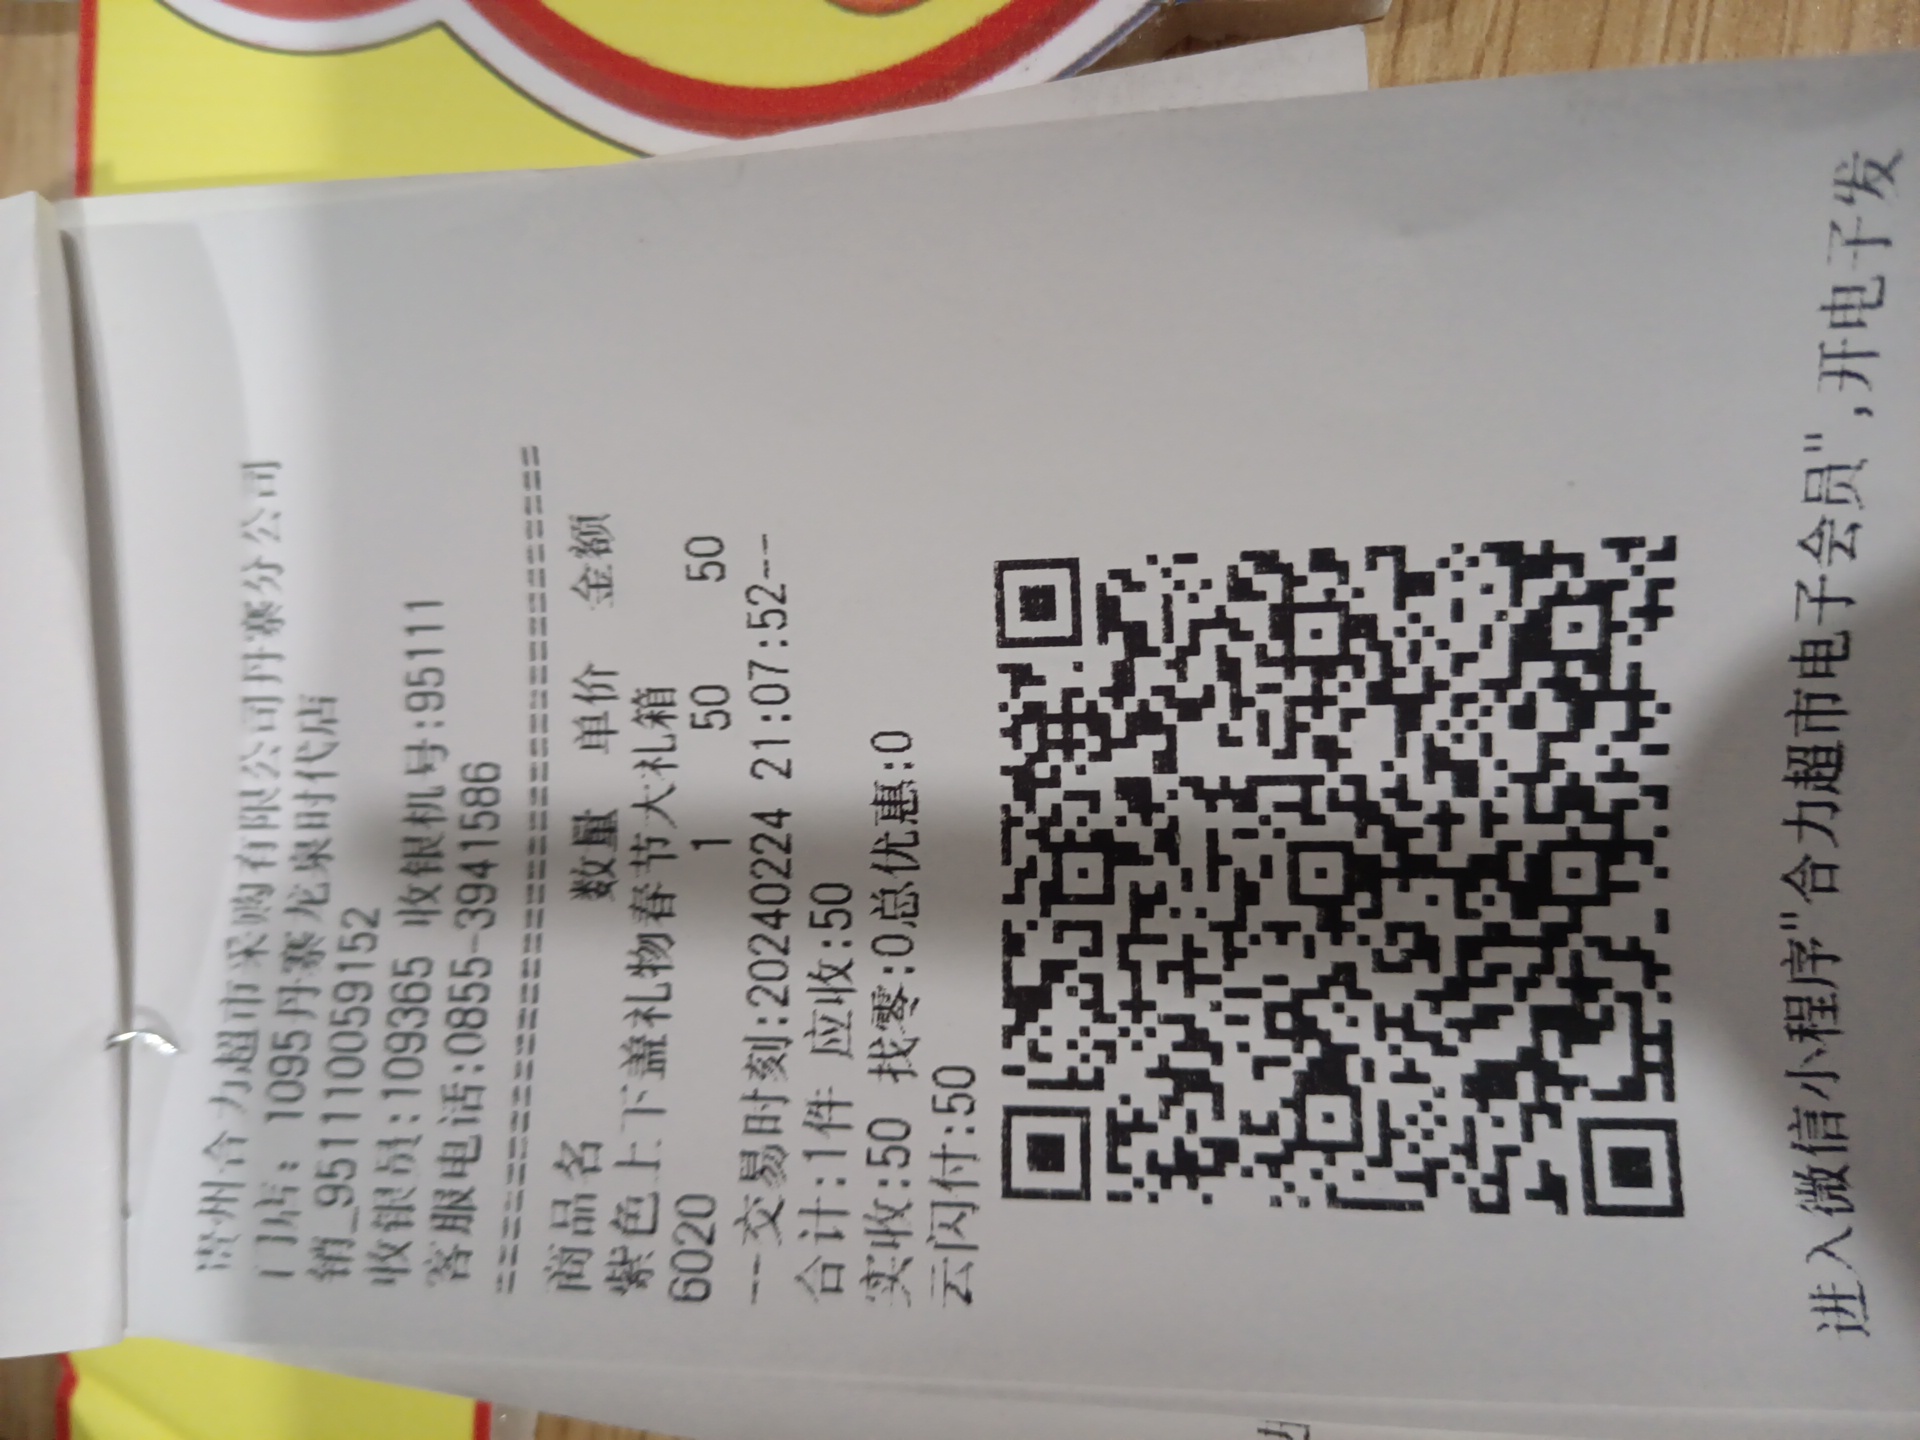 贵州合力超市采购有限公司丹寨分公司
门店: 1095丹寨龙泉时代店
销_951110059152
收银员:109365 收银机号:95111
客服电话:0855-3941586
商品名 数量 单价 金额
紫色上下盖礼物春节大礼箱
6020 1 50 50
---交易时刻:20240224 21:07:52--
合计:1件 应收:50
实收:50 找零:0总优惠:0
云闪付:50
进入微信小程序"合力超市电子会员",开电子发